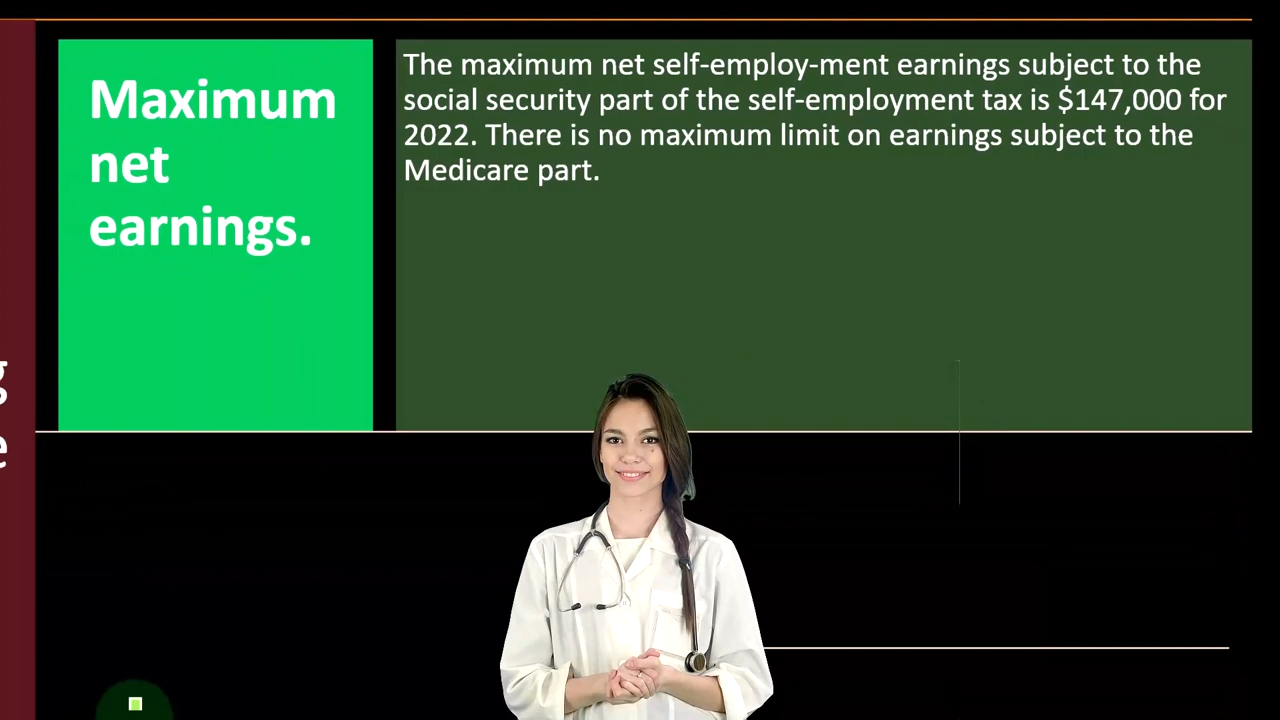 Maximum
net
earnings.
The maximum net self-employ-ment earnings subject to the
social security part of the self-employment tax is $147,000 for
2022. There is no maximum limit on earnings subject to the
Medicare part.
g
e